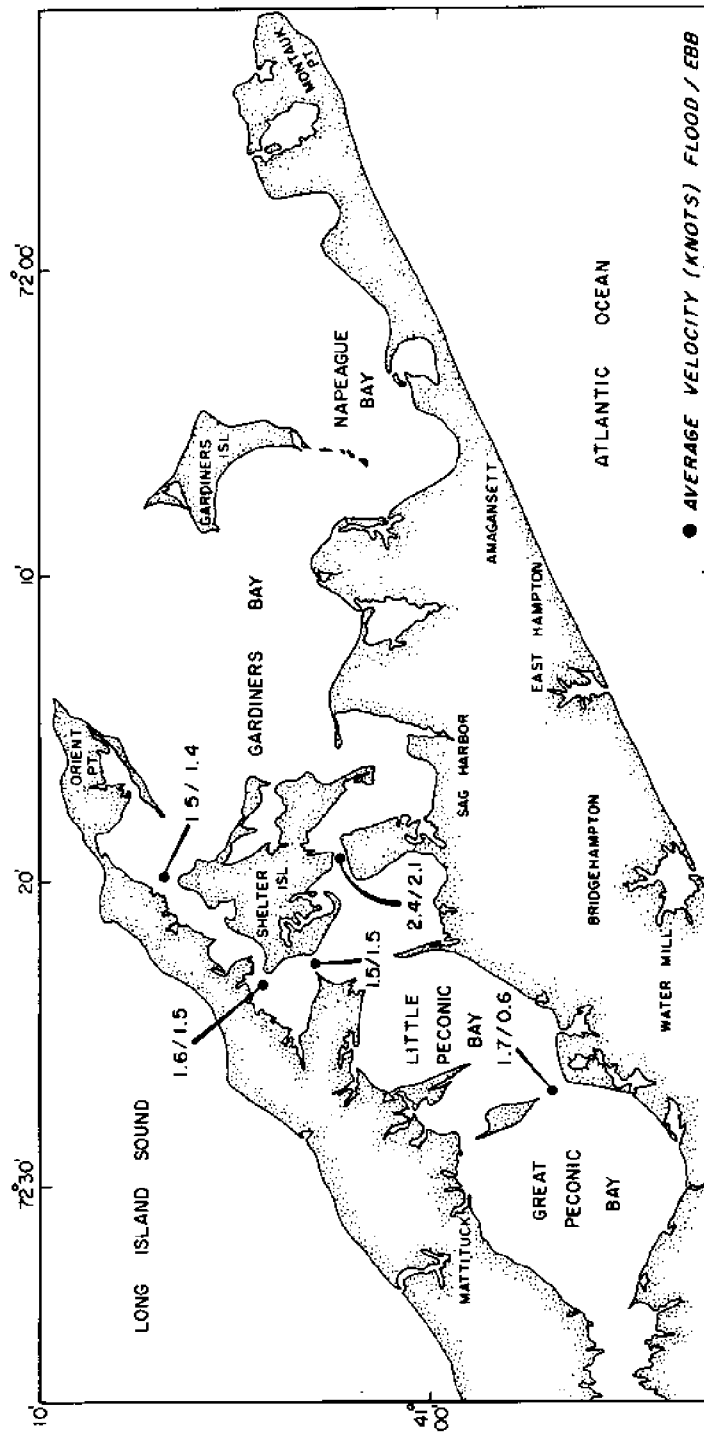 72°30'
20'
10'
72°00'
10'
41°
00'
LONG ISLAND SOUND
ORIENT
PT.
1.5/1.4
1.6/1.5
SHELTER
ISL
GARDINERS BAY
GARDINERS
ISL
NAPEAGUE
BAY
MONTAUK
PT.
1.5/1.5
2.4/2.1
LITTLE
PECONIC
BAY
1.7/0.6
MATTITUCK
GREAT
PECONIC
BAY
SAG HARBOR
AMAGANSETT
EAST HAMPTON
BRIDGEHAMPTON
WATER MILL
ATLANTIC OCEAN
● AVERAGE VELOCITY (KNOTS) FLOOD / EBB